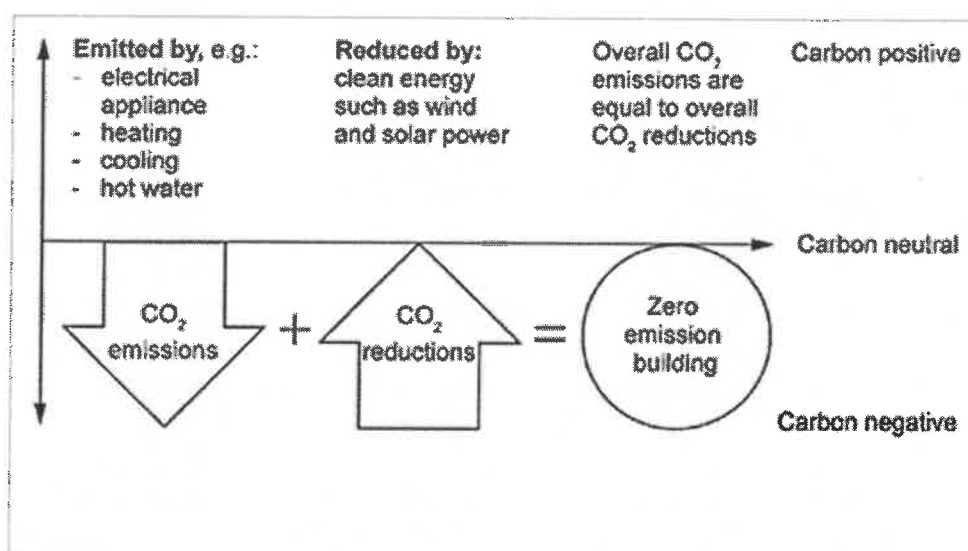 Emitted by, e.g.:
- electrical
appliance
- heating
- cooling
- hot water
Reduced by:
clean energy
such as wind
and solar power
Overall CO₂
emissions are
equal to overall
CO₂ reductions
Carbon positive
Carbon neutral
CO₂
emissions
+
CO₂
reductions
=
Zero
emission
building
Carbon negative